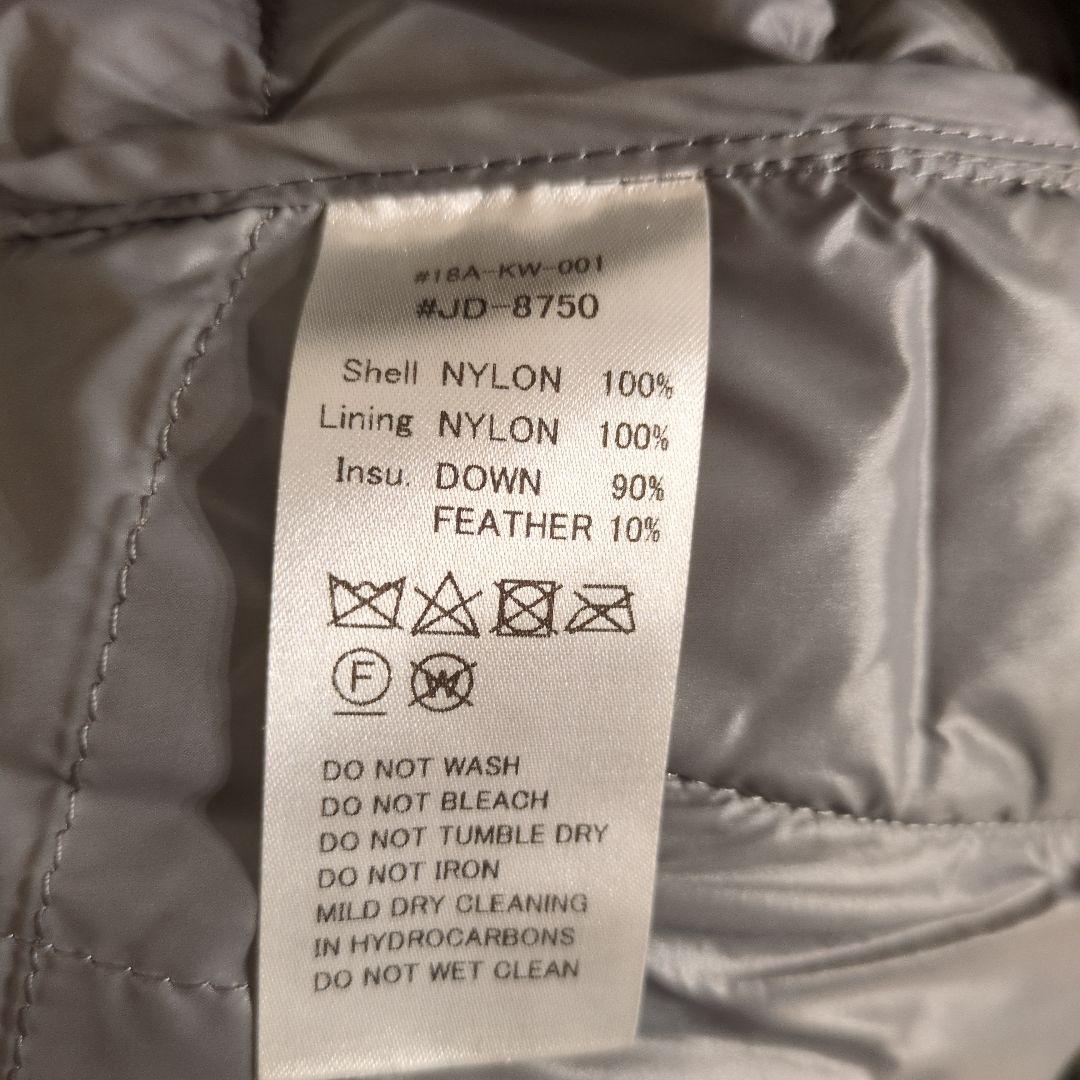 #18A-KW-001
#JD-8750
Shell NYLON 100%
Lining NYLON 100%
Insu. DOWN 90%
FEATHER 10%
F W
DO NOT WASH
DO NOT BLEACH
DO NOT TUMBLE DRY
DO NOT IRON
MILD DRY CLEANING
IN HYDROCARBONS
DO NOT WET CLEAN